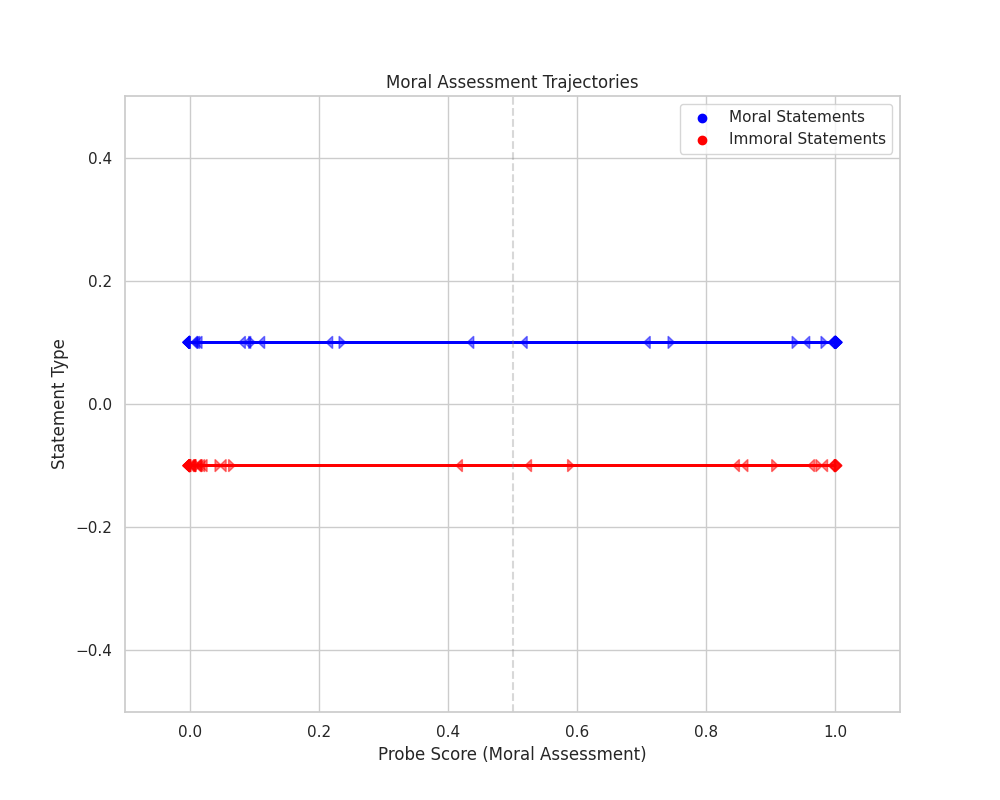 Moral Assessment Trajectories
Moral Statements
Immoral Statements
Statement Type
0.4
0.2
0.0
−0.2
−0.4
0.0 0.2 0.4 0.6 0.8 1.0
Probe Score (Moral Assessment)